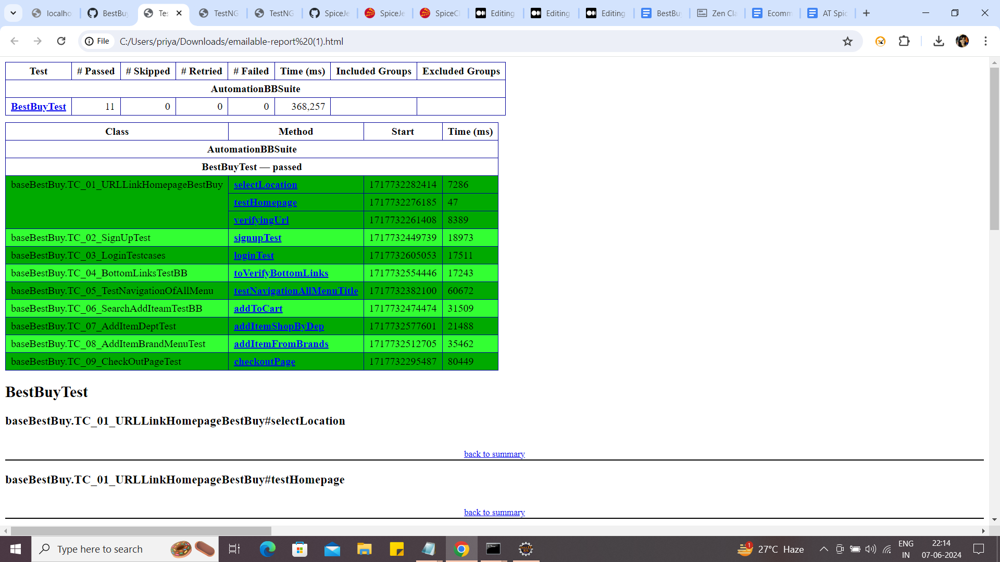 localho
BestBuy
Tes
TestNG
TestNG
SpiceJe
SpiceJe
SpiceCl
Editing
Editing
Editing
BestBuy
Zen Cla
Ecomm
AT Spic
File C:/Users/priya/Downloads/emailable-report%20(1).html
Test # Passed # Skipped # Retried # Failed Time (ms) Included Groups Excluded Groups
AutomationBBSuite
BestBuyTest 11 0 0 0 368,257
Class Method Start Time (ms)
AutomationBBSuite
BestBuyTest — passed
baseBestBuy.TC_01_URLLinkHomepageBestBuy selectLocation 1717732282414 7286
testHomepage 1717732276185 47
verifyingUrl 1717732261408 8389
baseBestBuy.TC_02_SignUpTest signupTest 1717732449739 18973
baseBestBuy.TC_03_LoginTestcases loginTest 1717732605053 17511
baseBestBuy.TC_04_BottomLinksTestBB toVerifyBottomLinks 1717732554446 17243
baseBestBuy.TC_05_TestNavigationOfAllMenu testNavigationAllMenuTitle 1717732382100 60672
baseBestBuy.TC_06_SearchAddIteamTestBB addToCart 1717732474474 31509
baseBestBuy.TC_07_AddItemDeptTest addItemShopByDep 1717732577601 21488
baseBestBuy.TC_08_AddItemBrandMenuTest addItemFromBrands 1717732512705 35462
baseBestBuy.TC_09_CheckOutPageTest checkoutPage 1717732295487 80449
BestBuyTest
baseBestBuy.TC_01_URLLinkHomepageBestBuy#selectLocation
back to summary
baseBestBuy.TC_01_URLLinkHomepageBestBuy#testHomepage
back to summary
Type here to search
1
27°C Haze
ENG
IN
22:14
07-06-2024